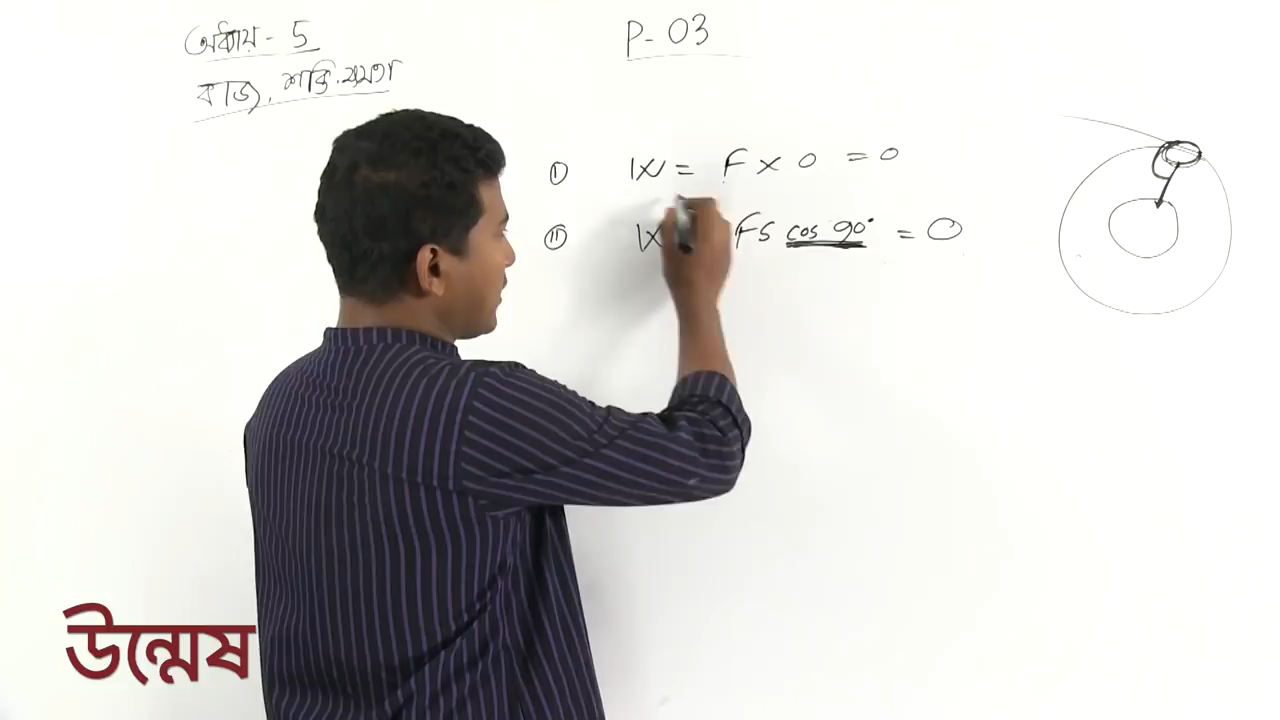 অধ্যায় - 5
কাজ, শক্তি, ক্ষমতা
P- 03
(i) W = F x 0 = 0
(ii) W FS cos 90° = 0
উন্মেষ